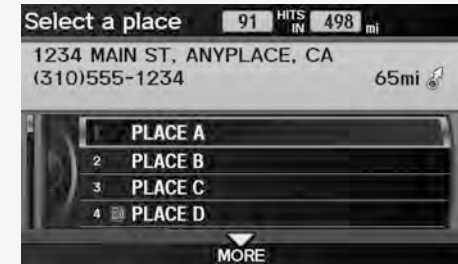 Select a place 91 HITS IN 498 mi
1234 MAIN ST, ANYPLACE, CA
(310)555-1234 65mi
1 PLACE A
2 PLACE B
3 PLACE C
4 PLACE D
MORE